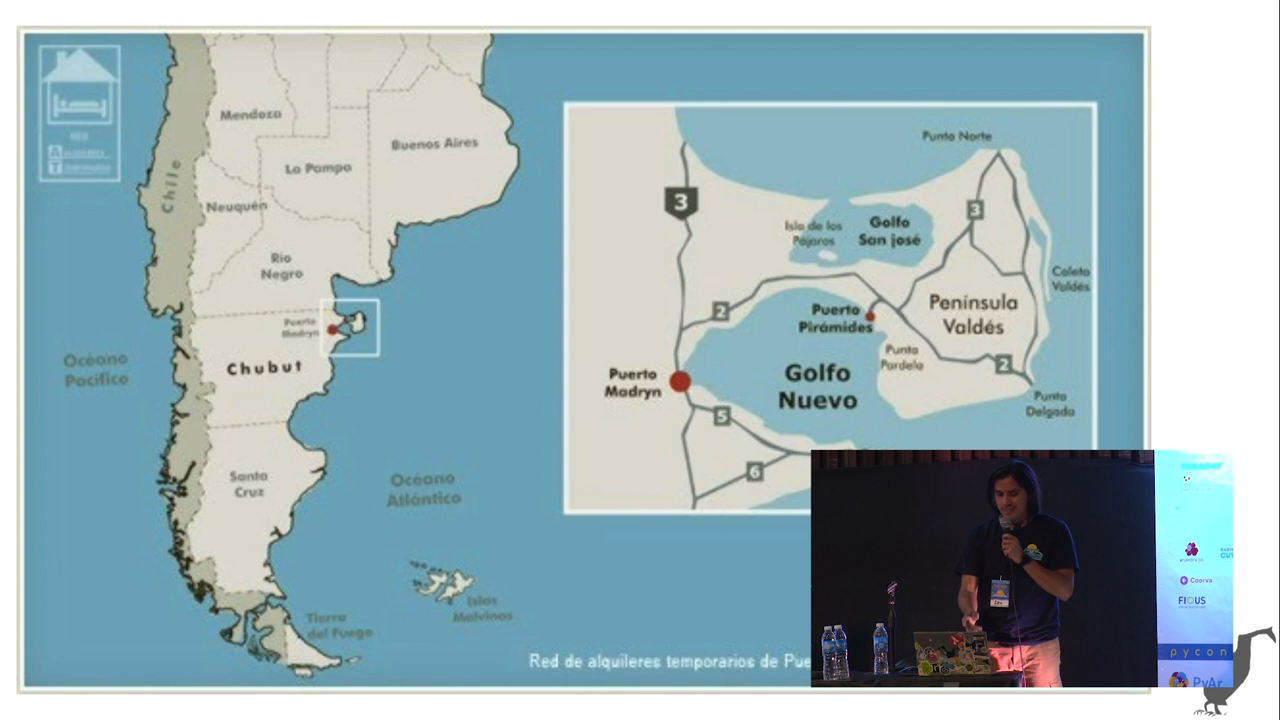 RED
A
T
Chile
Mendoza
La Pampa
Buenos Aires
Neuquén
Río
Negro
Puerto
Madryn
Chubut
Océano
Pacífico
Santa
Cruz
Océano
Atlántico
Islas
Malvinas
Tierra
del Fuego
3
Punta Norte
Isla de los
Pájaros
Golfo
San josé
3
Caleta
Valdés
2
Puerto
Pirámides
Península
Valdés
Punta
Pardela
2
Punta
Delgada
Puerto
Madryn
Golfo
Nuevo
5
6
Red de alquileres temporarios de Pue
FARADAY
Coorva
FIQUS
pycon
PyAr